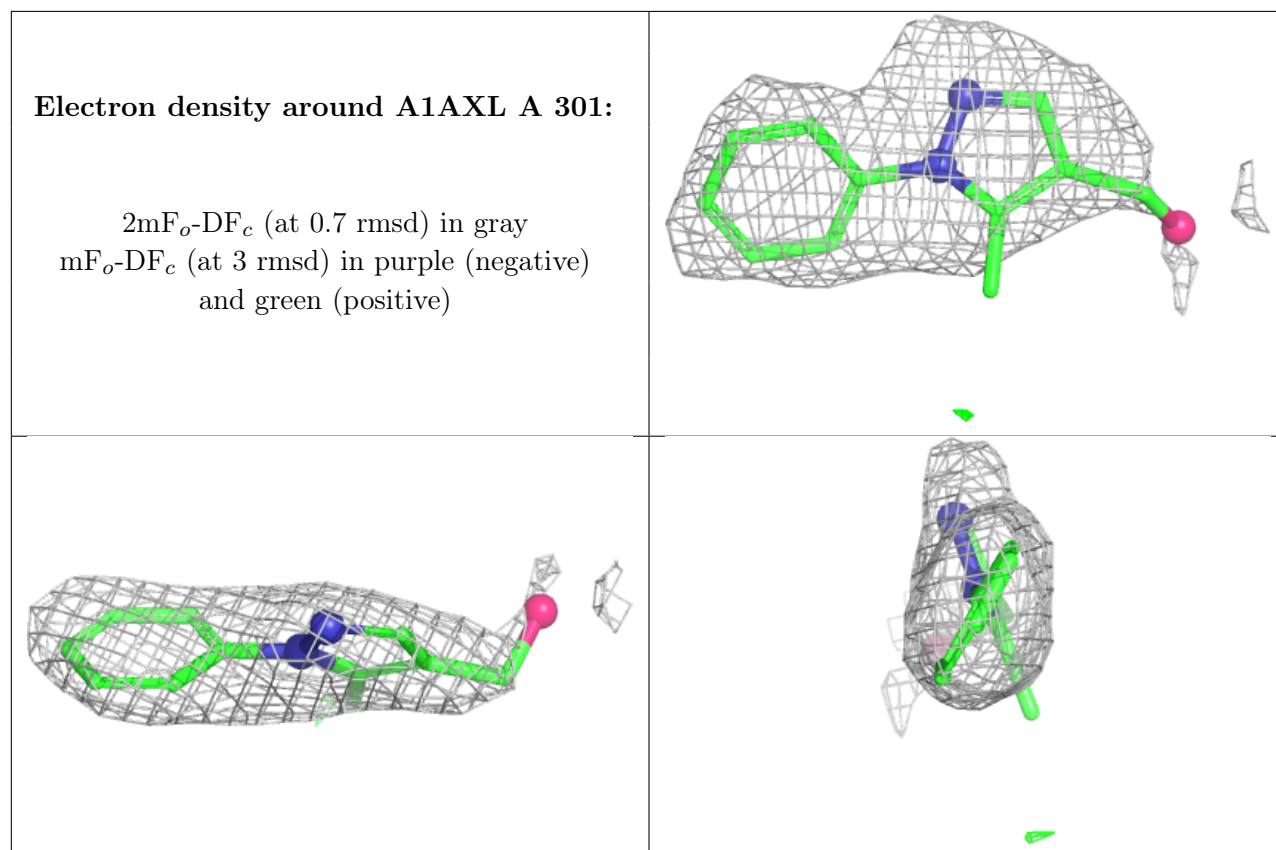 Electron density around A1AXL A 301:
2mFₒ-DF𝒸 (at 0.7 rmsd) in gray
mFₒ-DF𝒸 (at 3 rmsd) in purple (negative)
and green (positive)